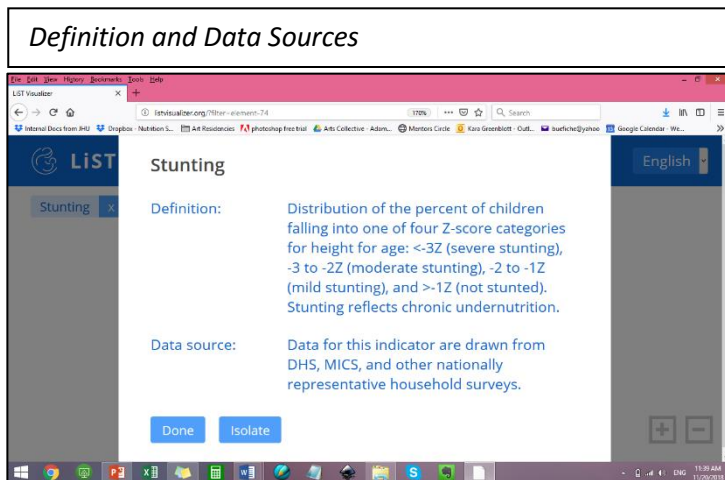 Definition and Data Sources
File Edit View History Bookmarks Tools Help
LiST Visualizer
listvisualizer.org/?filter=element-74
170%
Search
Internal Docs from JHU
Dropbox - Nutrition S...
Art Residencies
photoshop free trial
Arts Collective - Adam...
Mentors Circle
Kara Greenblott - Outl...
buefiche@yahoo
Google Calendar - We...
LiST
English
Stunting x
Stunting
Definition:
Distribution of the percent of children
falling into one of four Z-score categories
for height for age: <-3Z (severe stunting),
-3 to -2Z (moderate stunting), -2 to -1Z
(mild stunting), and >-1Z (not stunted).
Stunting reflects chronic undernutrition.
Data source:
Data for this indicator are drawn from
DHS, MICS, and other nationally
representative household surveys.
Done Isolate
ENG
11:39 AM
11/20/2018